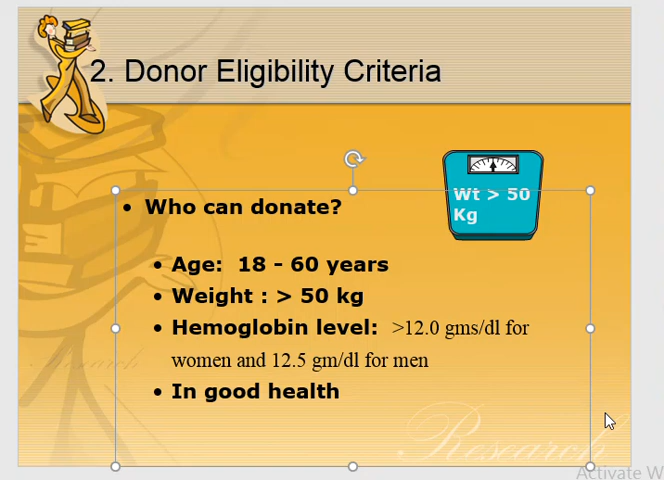 2. Donor Eligibility Criteria
Wt > 50
Kg
• Who can donate?
• Age: 18 - 60 years
• Weight : > 50 kg
• Hemoglobin level: >12.0 gms/dl for
women and 12.5 gm/dl for men
• In good health
Research
Research
Activate W